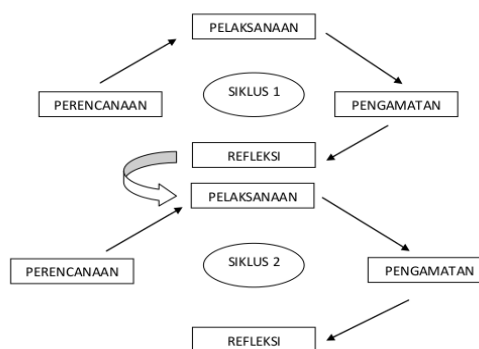 PELAKSANAAN
SIKLUS 1
PERENCANAAN
PENGAMATAN
REFLEKSI
PELAKSANAAN
SIKLUS 2
PERENCANAAN
PENGAMATAN
REFLEKSI